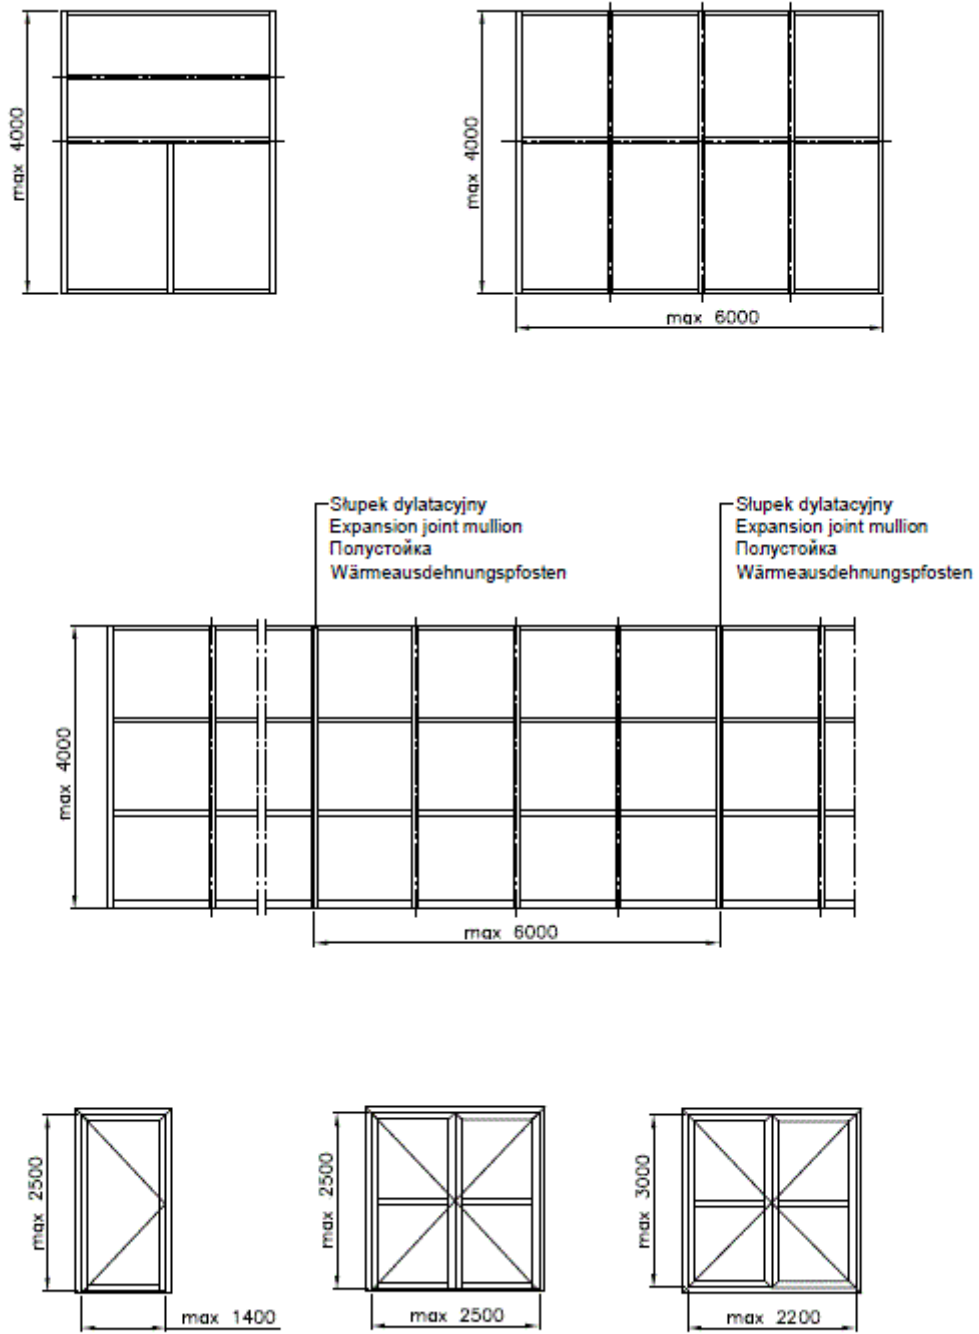 max 4000
max 4000
max 6000
Słupek dylatacyjny
Expansion joint mullion
Полустойка
Wärmeausdehnungspfosten
Słupek dylatacyjny
Expansion joint mullion
Полустойка
Wärmeausdehnungspfosten
max 4000
max 6000
max 2500
max 1400
max 2500
max 2500
max 3000
max 2200